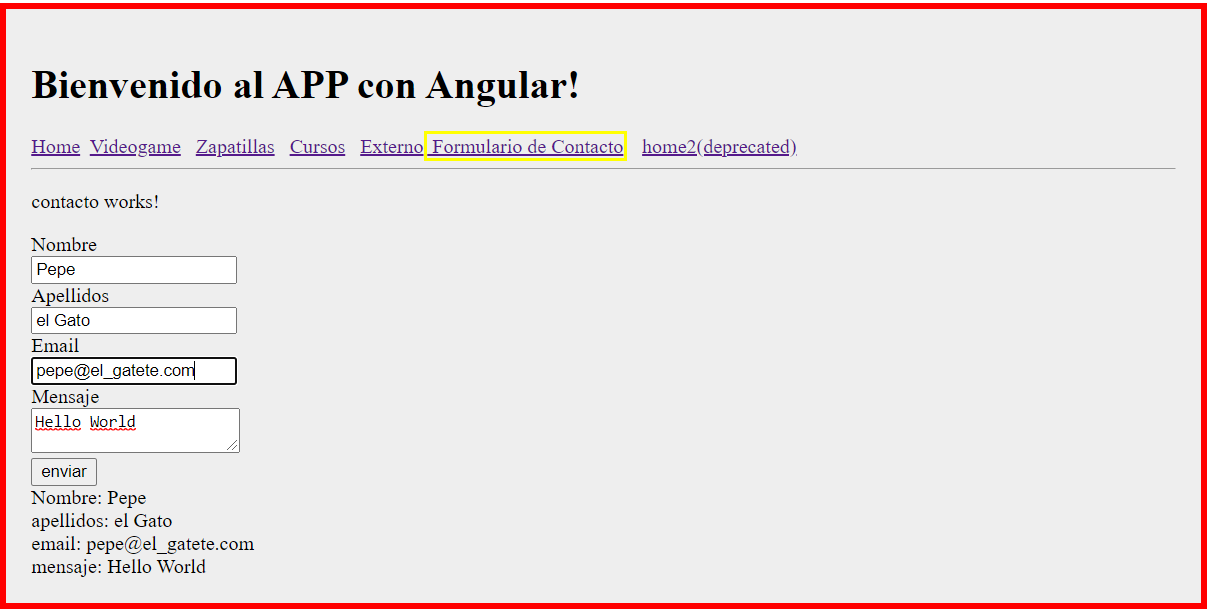 Bienvenido al APP con Angular!
Home Videogame Zapatillas Cursos Externo Formulario de Contacto home2(deprecated)
contacto works!
Nombre
Pepe
Apellidos
el Gato
Email
pepe@el_gatete.com
Mensaje
Hello World
enviar
Nombre: Pepe
apellidos: el Gato
email: pepe@el_gatete.com
mensaje: Hello World